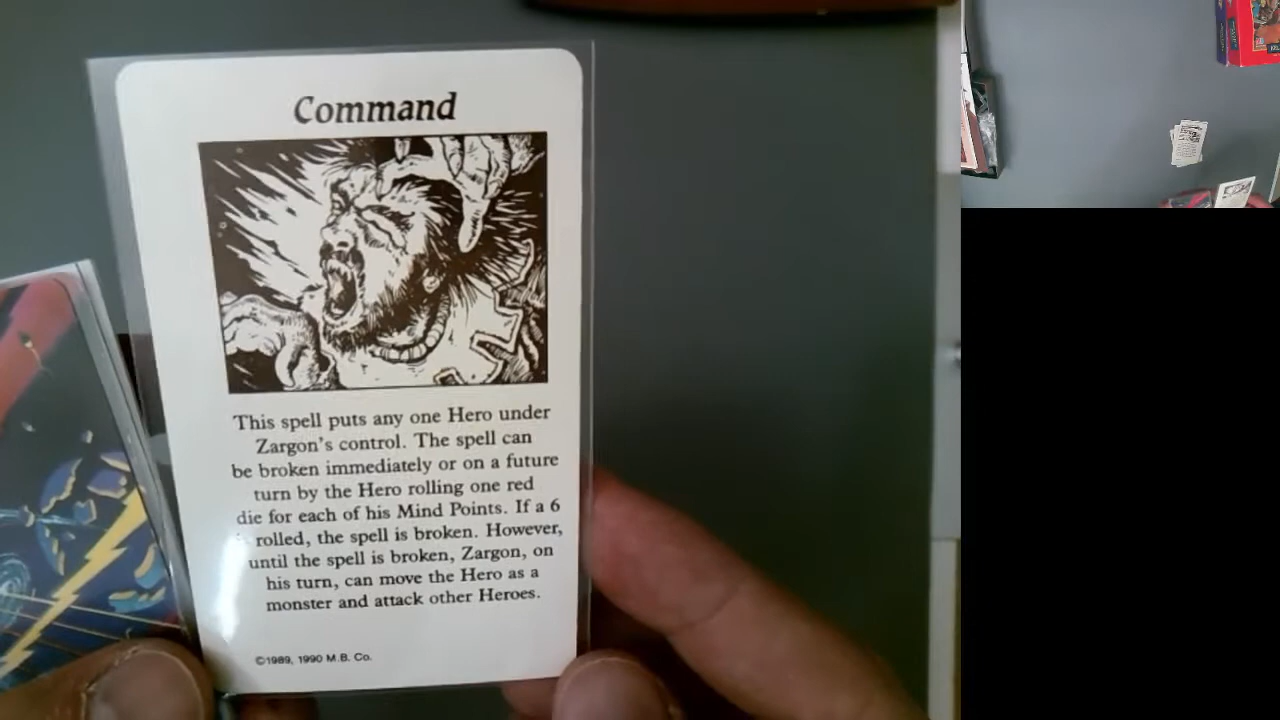 Command
This spell puts any one Hero under
Zargon's control. The spell can
be broken immediately or on a future
turn by the Hero rolling one red
die for each of his Mind Points. If a 6
rolled, the spell is broken. However,
until the spell is broken, Zargon, on
his turn, can move the Hero as a
monster and attack other Heroes.
©1989, 1990 M.B. Co.